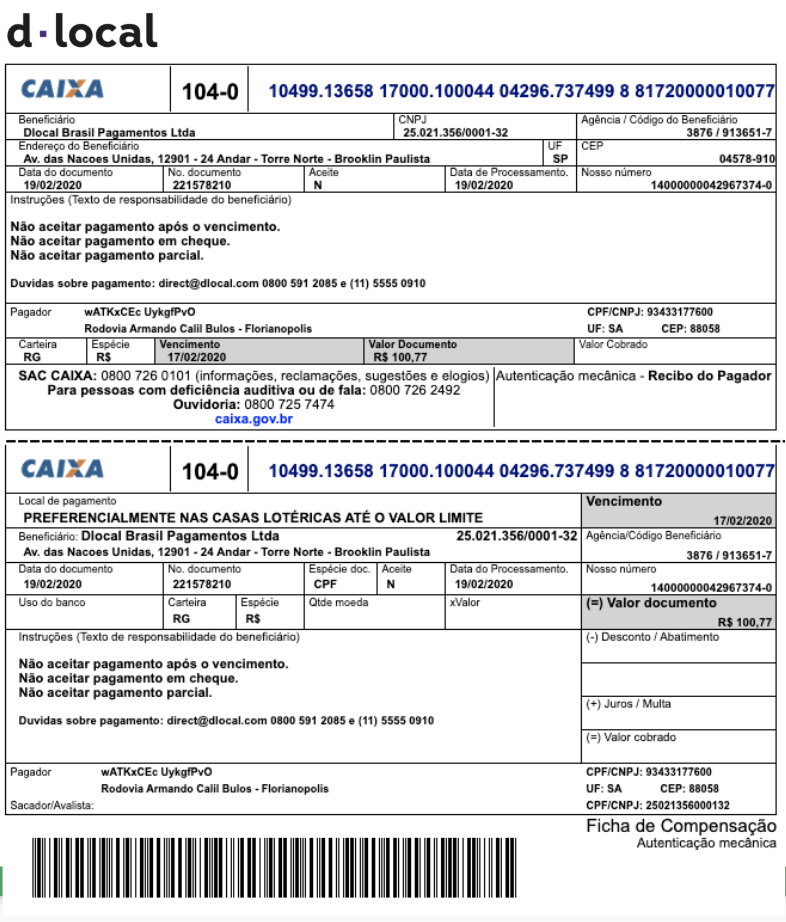 d·local
CAIXA 104-0 10499.13658 17000.100044 04296.737499 8 81720000010077
Beneficiário CNPJ Agência / Código do Beneficiário
Dlocal Brasil Pagamentos Ltda 25.021.356/0001-32 3876 / 913651-7
Endereço do Beneficiário UF CEP
Av. das Nacoes Unidas, 12901 - 24 Andar - Torre Norte - Brooklin Paulista SP 04578-910
Data do documento No. documento Aceite Data de Processamento. Nosso número
19/02/2020 221578210 N 19/02/2020 14000000042967374-0
Instruções (Texto de responsabilidade do beneficiário)
Não aceitar pagamento após o vencimento.
Não aceitar pagamento em cheque.
Não aceitar pagamento parcial.
Duvidas sobre pagamento: direct@dlocal.com 0800 591 2085 e (11) 5555 0910
Pagador wATKxCEc UykgfPvO CPF/CNPJ: 93433177600
Rodovia Armando Calil Bulos - Florianopolis UF: SA CEP: 88058
Carteira Espécie Vencimento Valor Documento Valor Cobrado
RG R$ 17/02/2020 R$ 100,77
SAC CAIXA: 0800 726 0101 (informações, reclamações, sugestões e elogios) Autenticação mecânica - Recibo do Pagador
Para pessoas com deficiência auditiva ou de fala: 0800 726 2492
Ouvidoria: 0800 725 7474
caixa.gov.br
CAIXA 104-0 10499.13658 17000.100044 04296.737499 8 81720000010077
Local de pagamento Vencimento
PREFERENCIALMENTE NAS CASAS LOTÉRICAS ATÉ O VALOR LIMITE 17/02/2020
Beneficiário: Dlocal Brasil Pagamentos Ltda 25.021.356/0001-32 Agência/Código Beneficiário
Av. das Nacoes Unidas, 12901 - 24 Andar - Torre Norte - Brooklin Paulista 3876 / 913651-7
Data do documento No. documento Espécie doc. Aceite Data do Processamento. Nosso número
19/02/2020 221578210 CPF N 19/02/2020 14000000042967374-0
Uso do banco Carteira Espécie Qtde moeda xValor (=) Valor documento
RG R$ R$ 100,77
Instruções (Texto de responsabilidade do beneficiário) (-) Desconto / Abatimento
Não aceitar pagamento após o vencimento.
Não aceitar pagamento em cheque.
Não aceitar pagamento parcial.
(+) Juros / Multa
Duvidas sobre pagamento: direct@dlocal.com 0800 591 2085 e (11) 5555 0910
(=) Valor cobrado
Pagador wATKxCEc UykgfPvO CPF/CNPJ: 93433177600
Rodovia Armando Calil Bulos - Florianopolis UF: SA CEP: 88058
Sacador/Avalista: CPF/CNPJ: 25021356000132
Ficha de Compensação
Autenticação mecânica